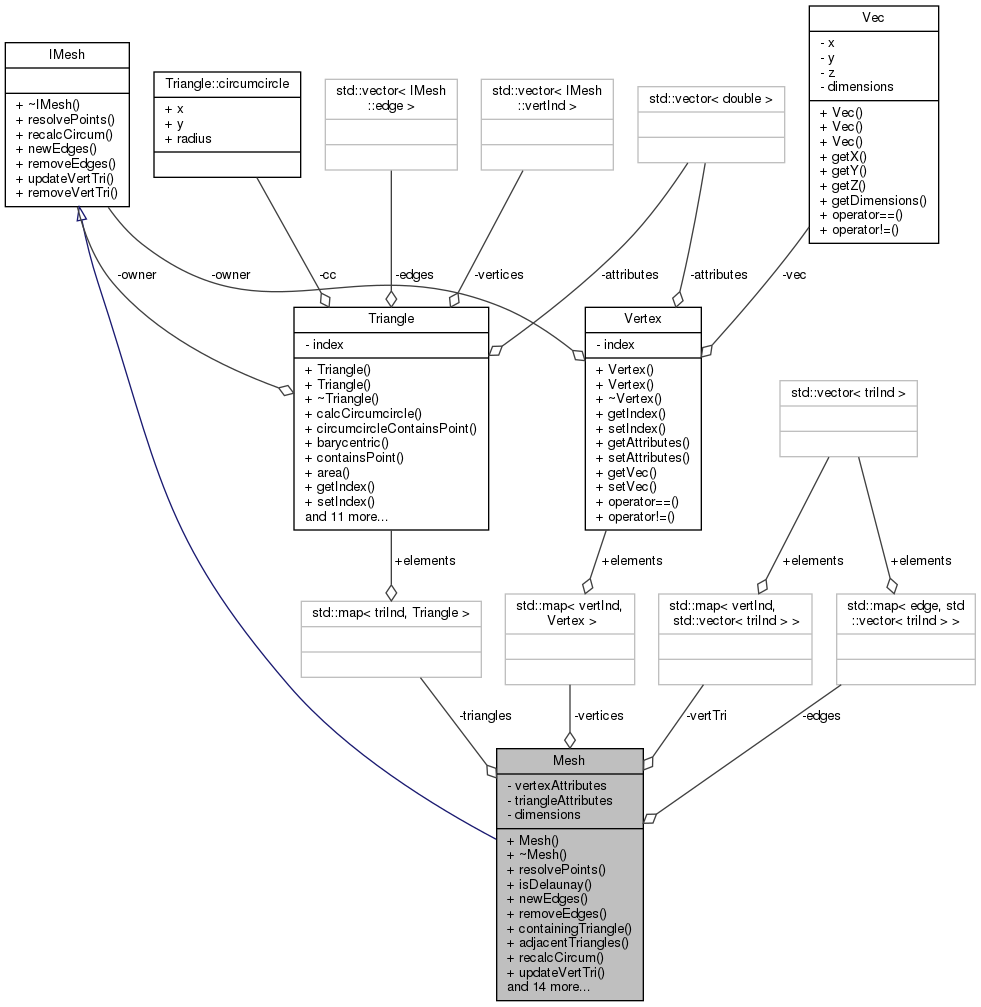 Vec
- x
- y
- z
- dimensions
+ Vec()
+ Vec()
+ Vec()
+ getX()
+ getY()
+ getZ()
+ getDimensions()
+ operator==()
+ operator!=()
IMesh
+ ~IMesh()
+ resolvePoints()
+ recalcCircum()
+ newEdges()
+ removeEdges()
+ updateVertTri()
+ removeVertTri()
Triangle::circumcircle
+ x
+ y
+ radius
std::vector< IMesh
::edge >
std::vector< IMesh
::vertInd >
std::vector< double >
-owner
-owner
-cc
-edges
-vertices
-attributes
-attributes
-vec
Triangle
- index
+ Triangle()
+ Triangle()
+ ~Triangle()
+ calcCircumcircle()
+ circumcircleContainsPoint()
+ barycentric()
+ containsPoint()
+ area()
+ getIndex()
+ setIndex()
and 11 more...
Vertex
- index
+ Vertex()
+ Vertex()
+ ~Vertex()
+ getIndex()
+ setIndex()
+ getAttributes()
+ setAttributes()
+ getVec()
+ setVec()
+ operator==()
+ operator!=()
std::vector< triInd >
+elements
+elements
+elements
+elements
std::map< triInd, Triangle >
std::map< vertInd,
Vertex >
std::map< vertInd,
std::vector< triInd > >
std::map< edge, std
::vector< triInd > >
-triangles
-vertices
-vertTri
-edges
Mesh
- vertexAttributes
- triangleAttributes
- dimensions
+ Mesh()
+ ~Mesh()
+ resolvePoints()
+ isDelaunay()
+ newEdges()
+ removeEdges()
+ containingTriangle()
+ adjacentTriangles()
+ recalcCircum()
+ updateVertTri()
and 14 more...